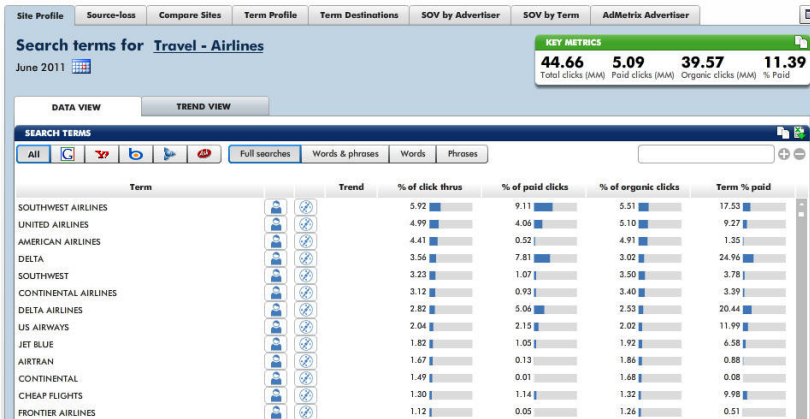 Site Profile Source-loss Compare Sites Term Profile Term Destinations SOV by Advertiser SOV by Term AdMetrix Advertiser
Search terms for Travel - Airlines
June 2011
KEY METRICS
44.66 5.09 39.57 11.39
Total clicks (MM) Paid clicks (MM) Organic clicks (MM) % Paid
DATA VIEW TREND VIEW
SEARCH TERMS
All G Y! b Full searches Words & phrases Words Phrases
Term Trend % of click thrus % of paid clicks % of organic clicks Term % paid
SOUTHWEST AIRLINES 5.92 9.11 5.51 17.53
UNITED AIRLINES 4.99 4.06 5.10 9.27
AMERICAN AIRLINES 4.41 0.52 4.91 1.35
DELTA 3.56 7.81 3.02 24.96
SOUTHWEST 3.23 1.07 3.50 3.78
CONTINENTAL AIRLINES 3.12 0.93 3.40 3.39
DELTA AIRLINES 2.82 5.06 2.53 20.44
US AIRWAYS 2.04 2.15 2.02 11.99
JET BLUE 1.82 1.05 1.92 6.58
AIRTRAN 1.67 0.13 1.86 0.88
CONTINENTAL 1.49 0.01 1.68 0.08
CHEAP FLIGHTS 1.30 1.14 1.32 9.98
FRONTIER AIRLINES 1.12 0.05 1.26 0.51